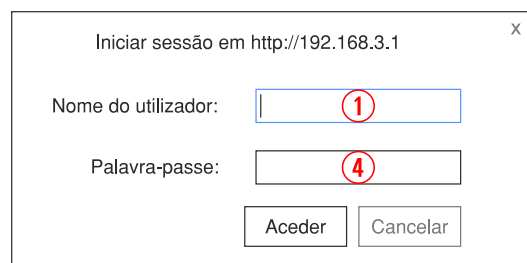 x
Iniciar sessão em http://192.168.3.1
Nome do utilizador: 1
Palavra-passe: 4
Aceder Cancelar